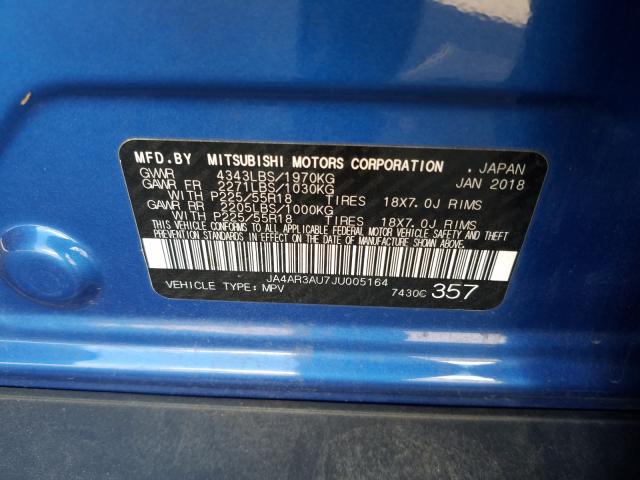 MFD.BY MITSUBISHI MOTORS CORPORATION . JAPAN
GVWR 4343LBS/1970KG JAN 2018
GAWR FR 2271LBS/1030KG
WITH P225/55R18 TIRES 18X7.0J RIMS
GAWR RR 2205LBS/1000KG
WITH P225/55R18 TIRES 18X7.0J RIMS
THIS VEHICLE CONFORMS TO ALL APPLICABLE FEDERAL MOTOR VEHICLE SAFETY AND THEFT
PREVENTION STANDARDS IN EFFECT ON THE DATE OF MANUFACTURE SHOWN ABOVE.
JA4AR3AU7JU005164
VEHICLE TYPE: MPV 7430C 357